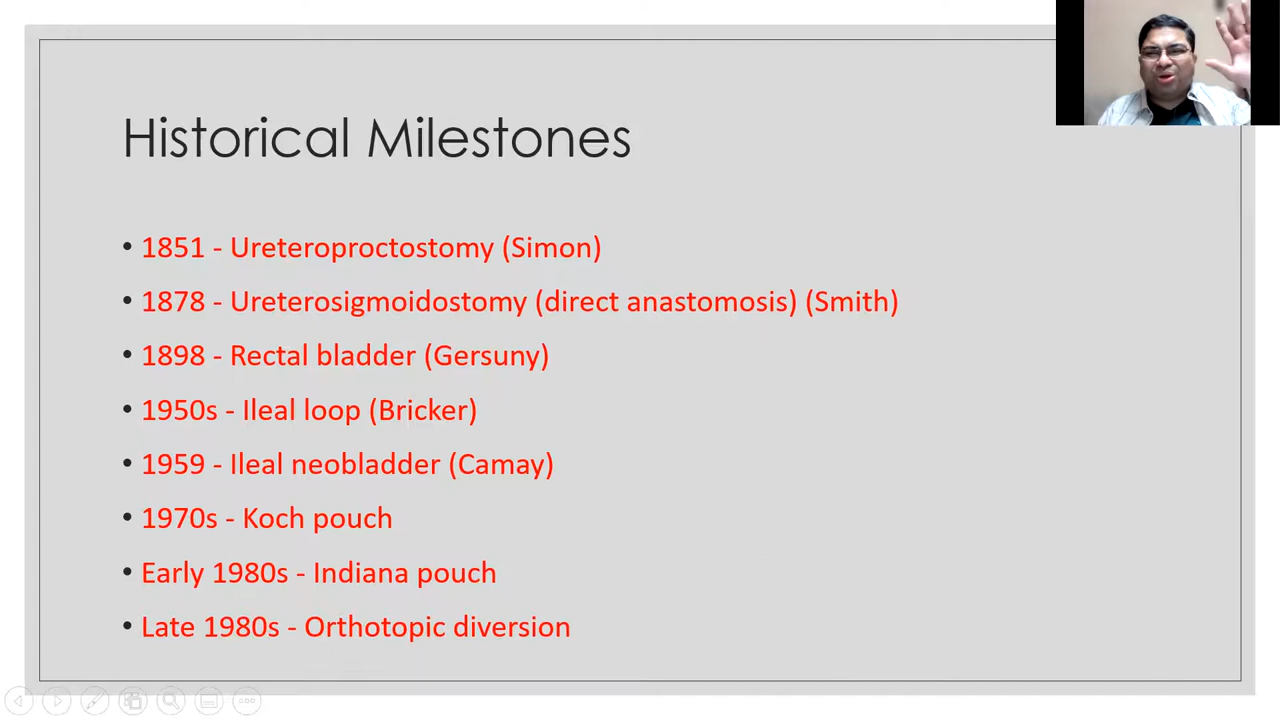 Historical Milestones
• 1851 - Ureteroproctostomy (Simon)
• 1878 - Ureterosigmoidostomy (direct anastomosis) (Smith)
• 1898 - Rectal bladder (Gersuny)
• 1950s - Ileal loop (Bricker)
• 1959 - Ileal neobladder (Camay)
• 1970s - Koch pouch
• Early 1980s - Indiana pouch
• Late 1980s - Orthotopic diversion